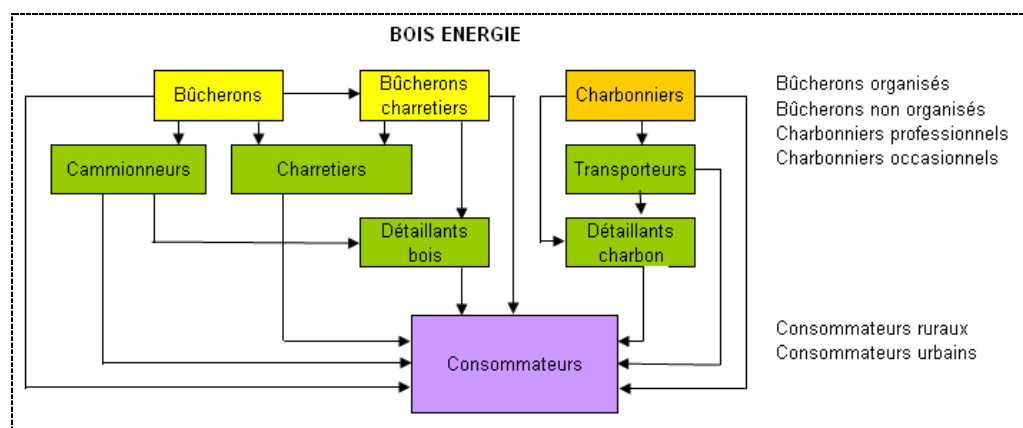 BOIS ENERGIE
Bûcherons
Bûcherons
charretiers
Charbonniers
Bûcherons organisés
Bûcherons non organisés
Charbonniers professionnels
Charbonniers occasionnels
Cammionneurs
Charretiers
Transporteurs
Détaillants
bois
Détaillants
charbon
Consommateurs
Consommateurs ruraux
Consommateurs urbains